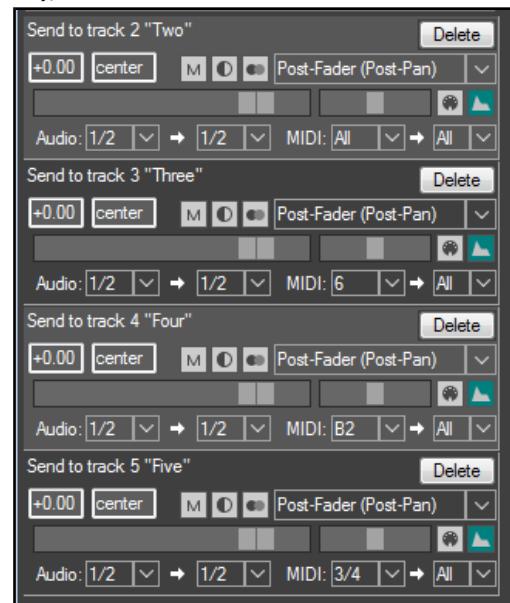 Send to track 2 "Two"
Delete
+0.00 center M Post-Fader (Post-Pan)
Audio: 1/2 1/2 MIDI: All All
Send to track 3 "Three"
Delete
+0.00 center M Post-Fader (Post-Pan)
Audio: 1/2 1/2 MIDI: 6 All
Send to track 4 "Four"
Delete
+0.00 center M Post-Fader (Post-Pan)
Audio: 1/2 1/2 MIDI: B2 All
Send to track 5 "Five"
Delete
+0.00 center M Post-Fader (Post-Pan)
Audio: 1/2 1/2 MIDI: 3/4 All